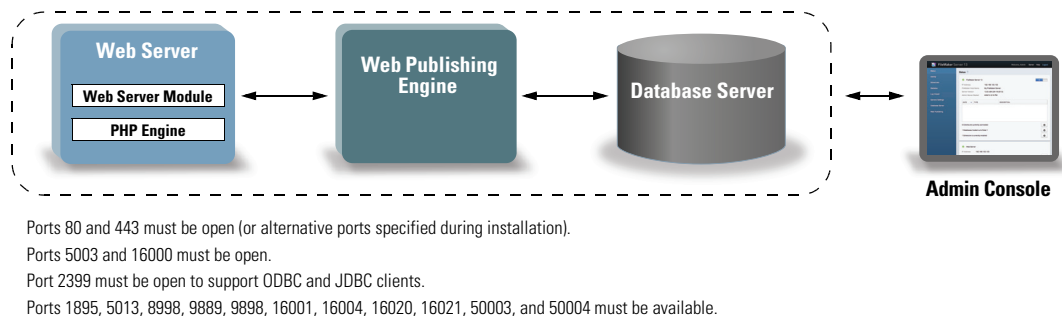 Web Server
Web Server Module
PHP Engine
Web Publishing
Engine
Database Server
Admin Console
Ports 80 and 443 must be open (or alternative ports specified during installation).
Ports 5003 and 16000 must be open.
Port 2399 must be open to support ODBC and JDBC clients.
Ports 1895, 5013, 8998, 9889, 9898, 16001, 16004, 16020, 16021, 50003, and 50004 must be available.